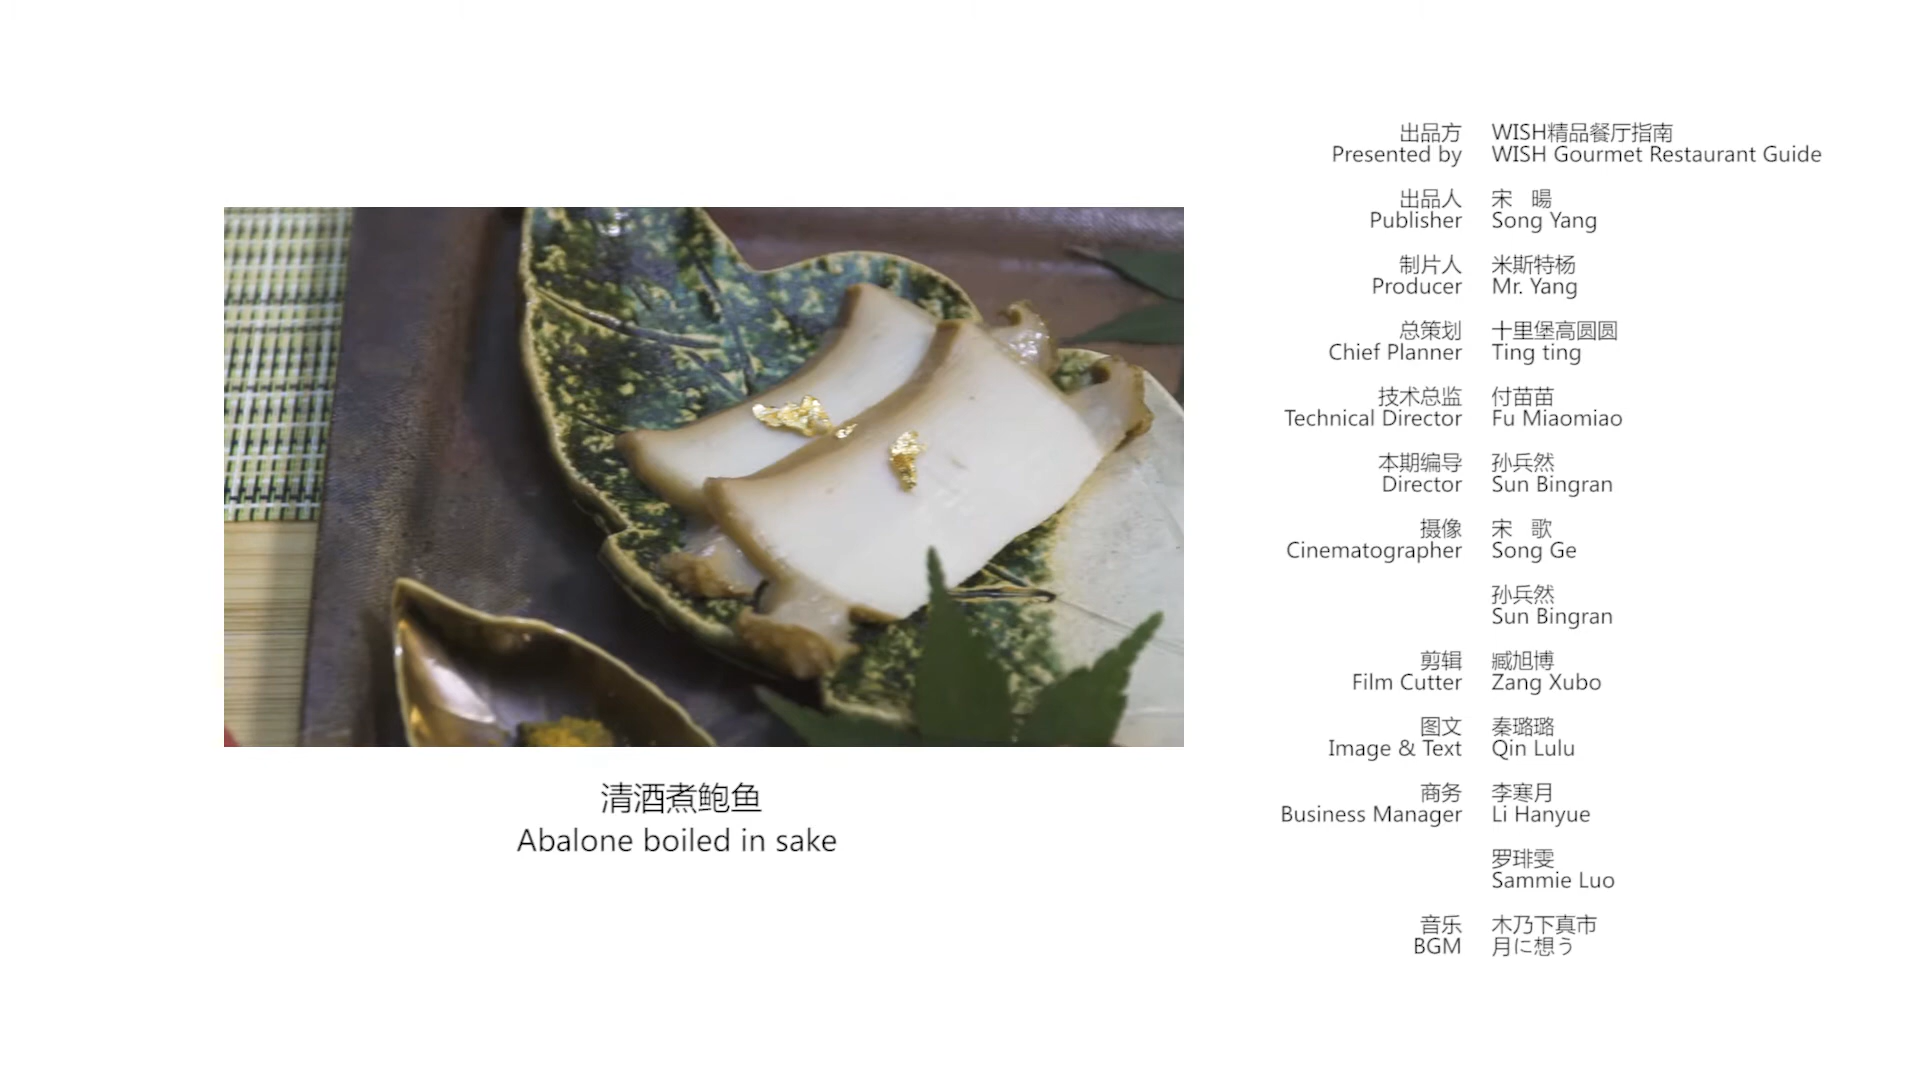 清酒煮鲍鱼
Abalone boiled in sake
出品方 WISH精品餐厅指南
Presented by WISH Gourmet Restaurant Guide
出品人 宋 暘
Publisher Song Yang
制片人 米斯特杨
Producer Mr. Yang
总策划 十里堡高圆圆
Chief Planner Ting ting
技术总监 付苗苗
Technical Director Fu Miaomiao
本期编导 孙兵然
Director Sun Bingran
摄像 宋 歌
Cinematographer Song Ge
孙兵然
Sun Bingran
剪辑 臧旭博
Film Cutter Zang Xubo
图文 秦璐璐
Image & Text Qin Lulu
商务 李寒月
Business Manager Li Hanyue
罗琲雯
Sammie Luo
音乐 木乃下真市
BGM 月に想う